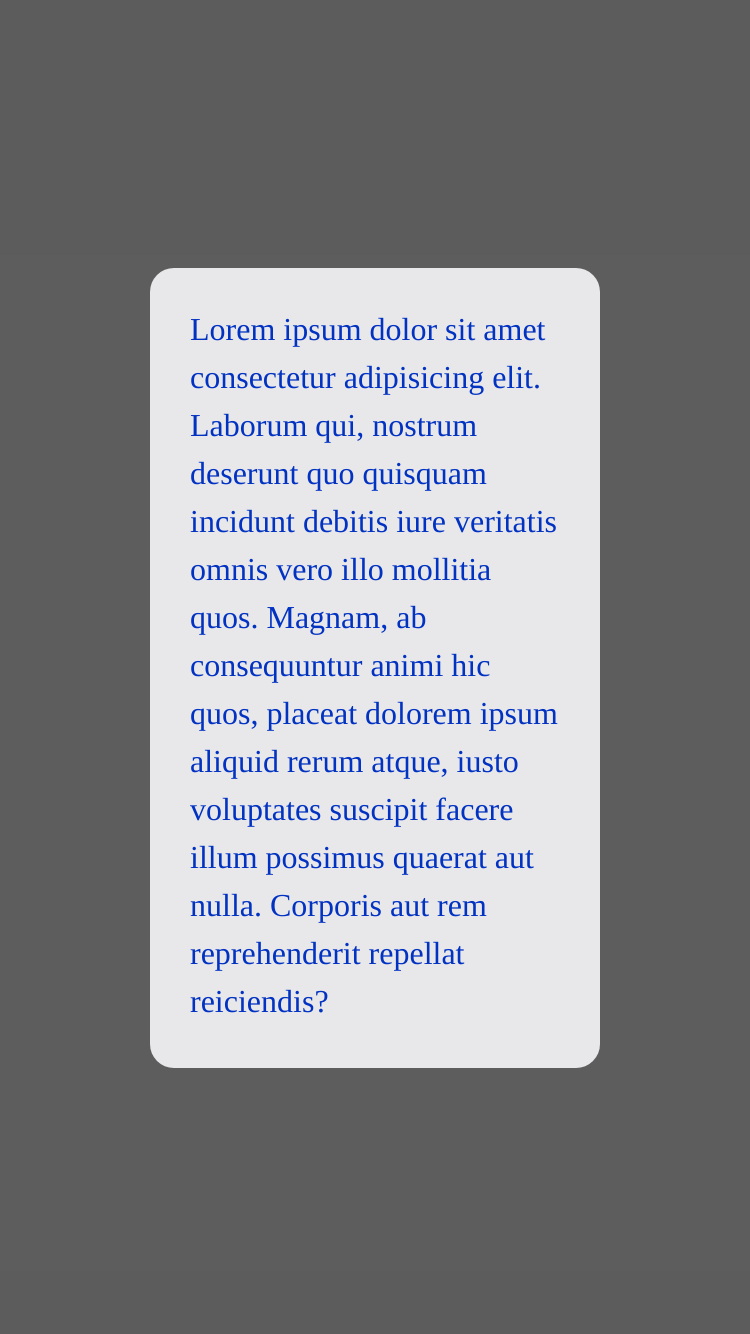 Lorem ipsum dolor sit amet
consectetur adipisicing elit.
Laborum qui, nostrum
deserunt quo quisquam
incidunt debitis iure veritatis
omnis vero illo mollitia
quos. Magnam, ab
consequuntur animi hic
quos, placeat dolorem ipsum
aliquid rerum atque, iusto
voluptates suscipit facere
illum possimus quaerat aut
nulla. Corporis aut rem
reprehenderit repellat
reiciendis?